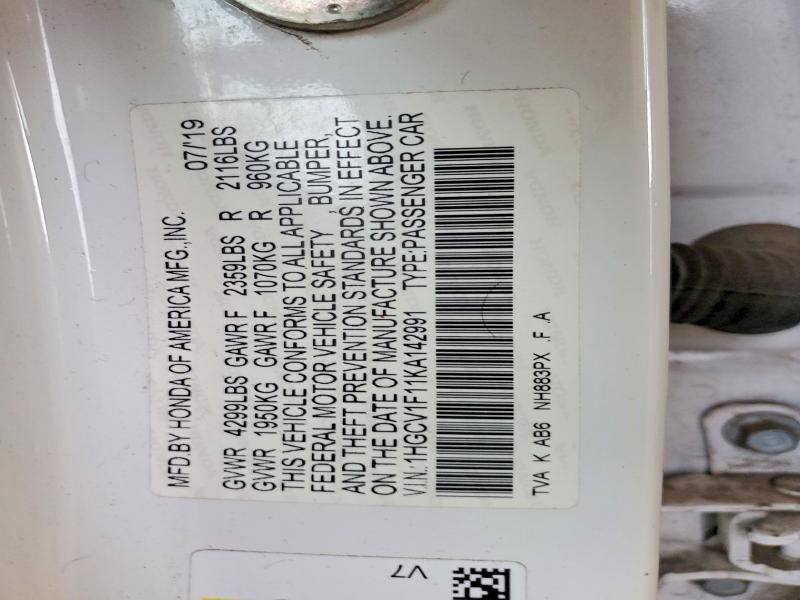 MFD.BY HONDA OF AMERICA MFG.,INC. 07/'19
GVWR 4299LBS GAWR F 2359LBS R 2116LBS
GVWR 1950KG GAWR F 1070KG R 960KG
THIS VEHICLE CONFORMS TO ALL APPLICABLE
FEDERAL MOTOR VEHICLE SAFETY , BUMPER,
AND THEFT PREVENTION STANDARDS IN EFFECT
ON THE DATE OF MANUFACTURE SHOWN ABOVE.
V.I.N.:1HGCV1F11KA142991 TYPE:PASSENGER CAR
TVA K AB6 NH883PX .F .A
V7